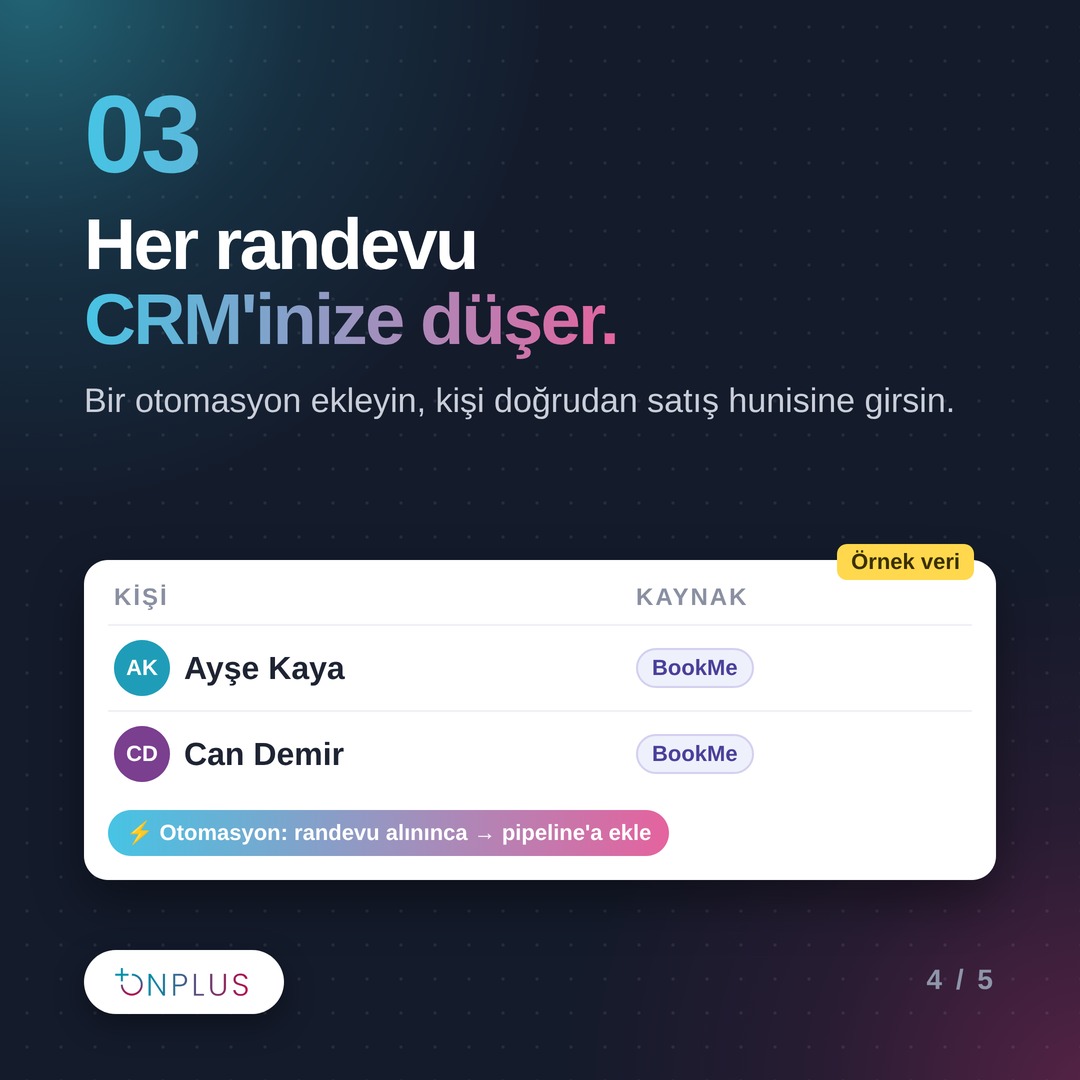 03
Her randevu
CRM'inize düşer.
Bir otomasyon ekleyin, kişi doğrudan satış hunisine girsin.
Örnek veri
KİŞİ KAYNAK
AK Ayşe Kaya BookMe
CD Can Demir BookMe
⚡ Otomasyon: randevu alınınca → pipeline'a ekle
ONPLUS
4 / 5